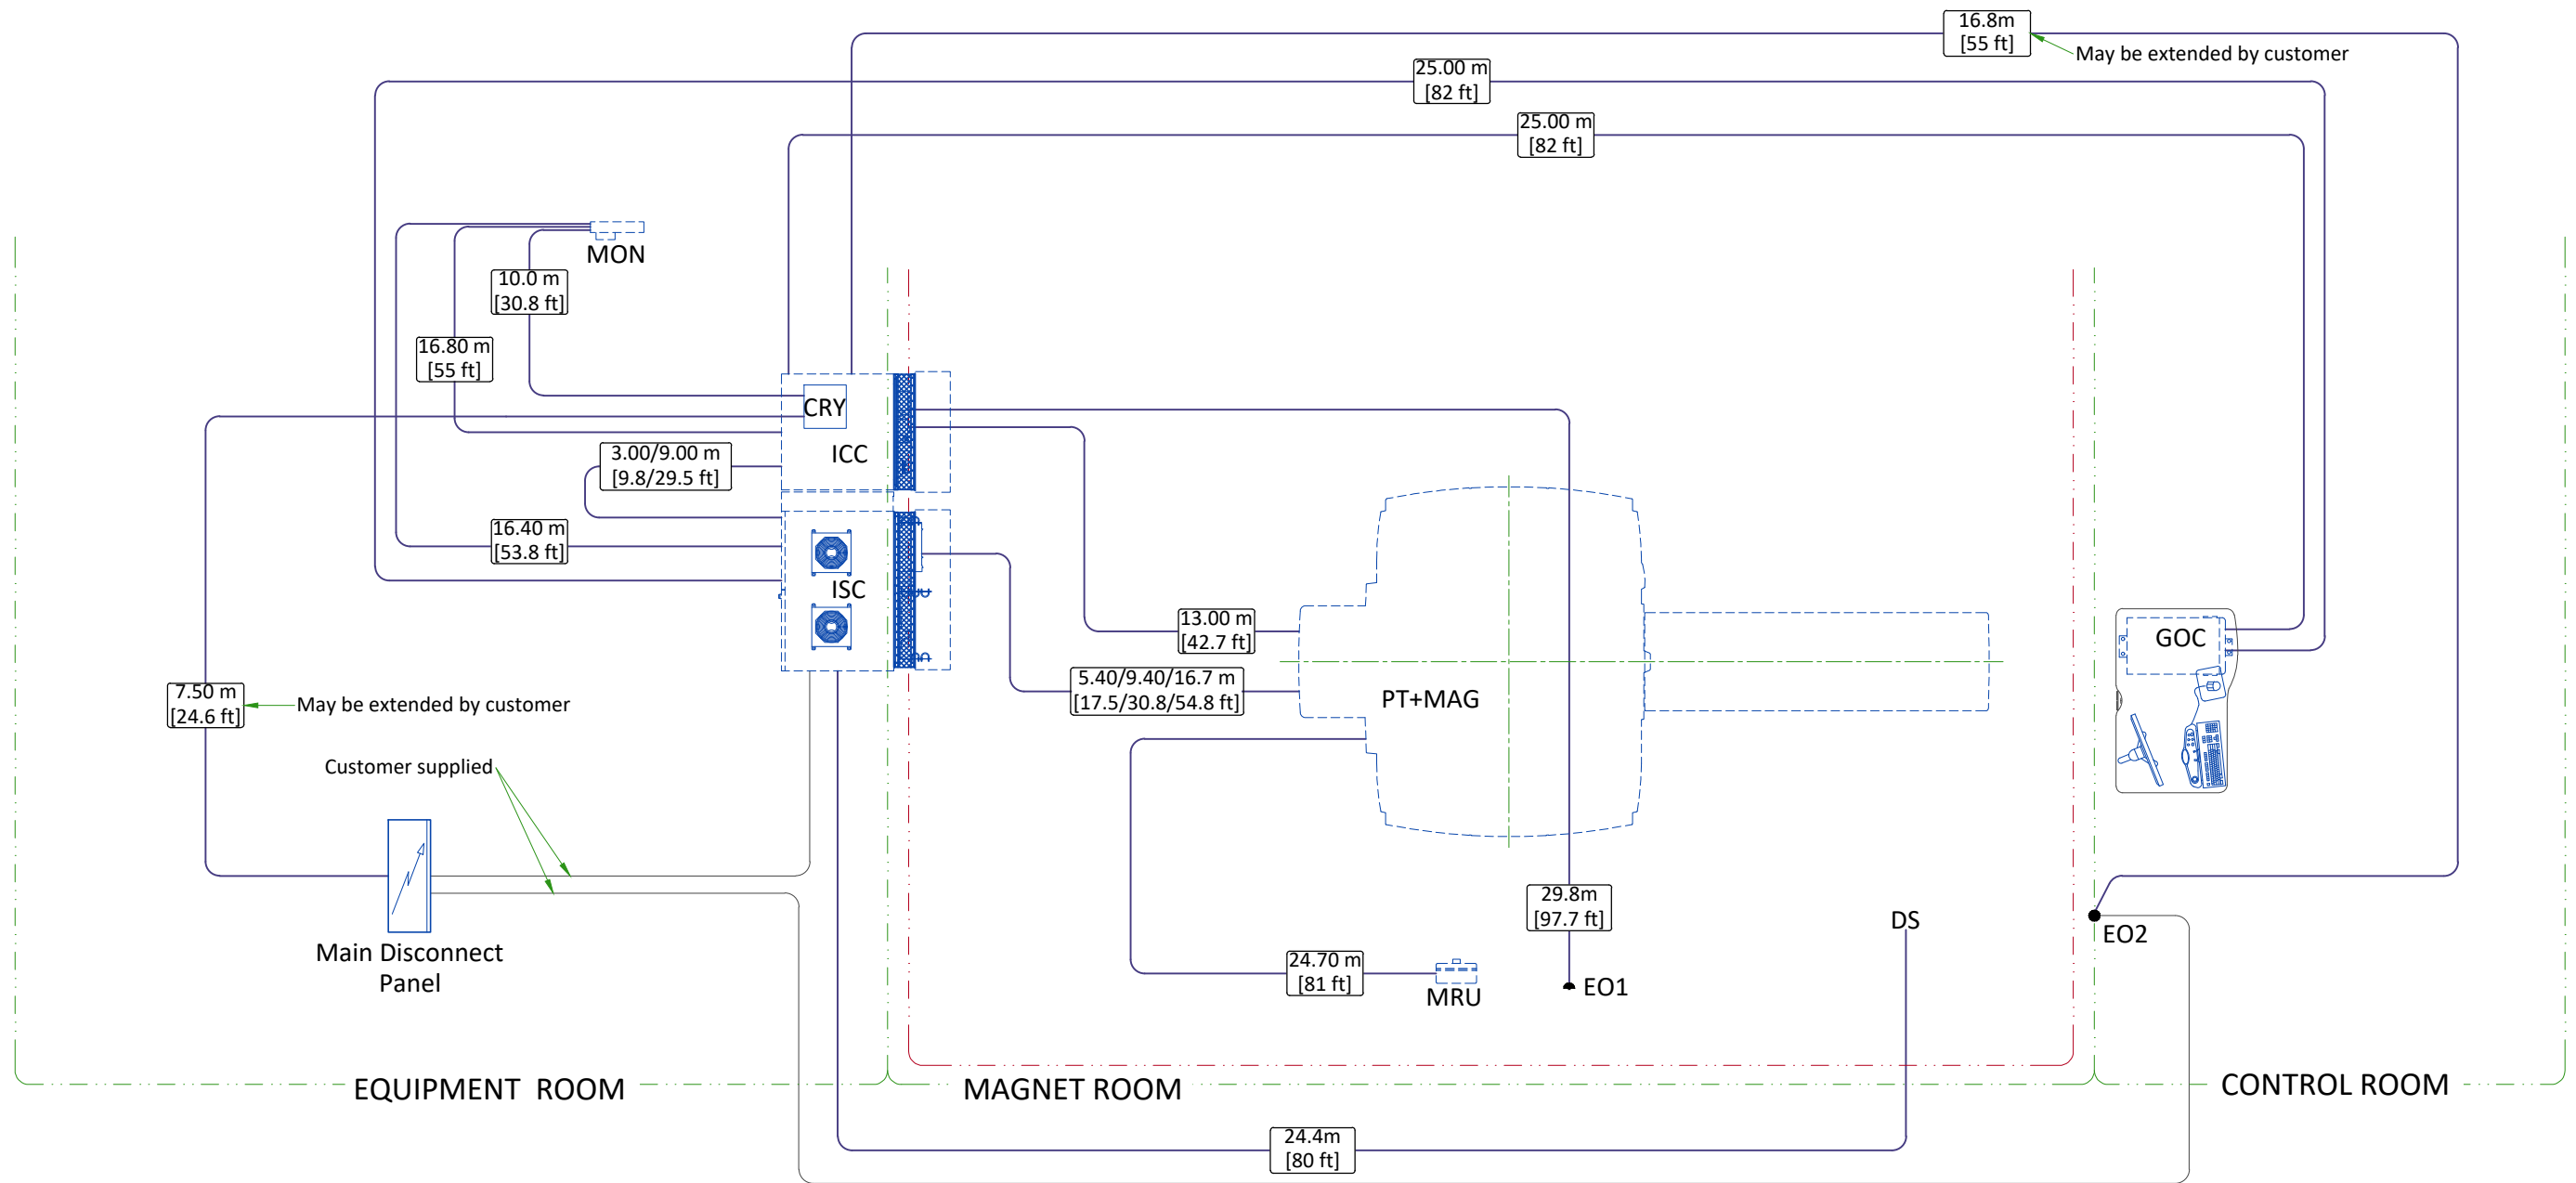 16.8m
[55 ft]
May be extended by customer
25.00 m
[82 ft]
25.00 m
[82 ft]
MON
10.0 m
[30.8 ft]
16.80 m
[55 ft]
CRY
ICC
3.00/9.00 m
[9.8/29.5 ft]
16.40 m
[53.8 ft]
ISC
13.00 m
[42.7 ft]
GOC
5.40/9.40/16.7 m
[17.5/30.8/54.8 ft]
PT+MAG
7.50 m
[24.6 ft]
May be extended by customer
Customer supplied
29.8m
[97.7 ft]
DS
EO2
Main Disconnect
Panel
24.70 m
[81 ft]
MRU
EO1
EQUIPMENT ROOM
MAGNET ROOM
CONTROL ROOM
24.4m
[80 ft]